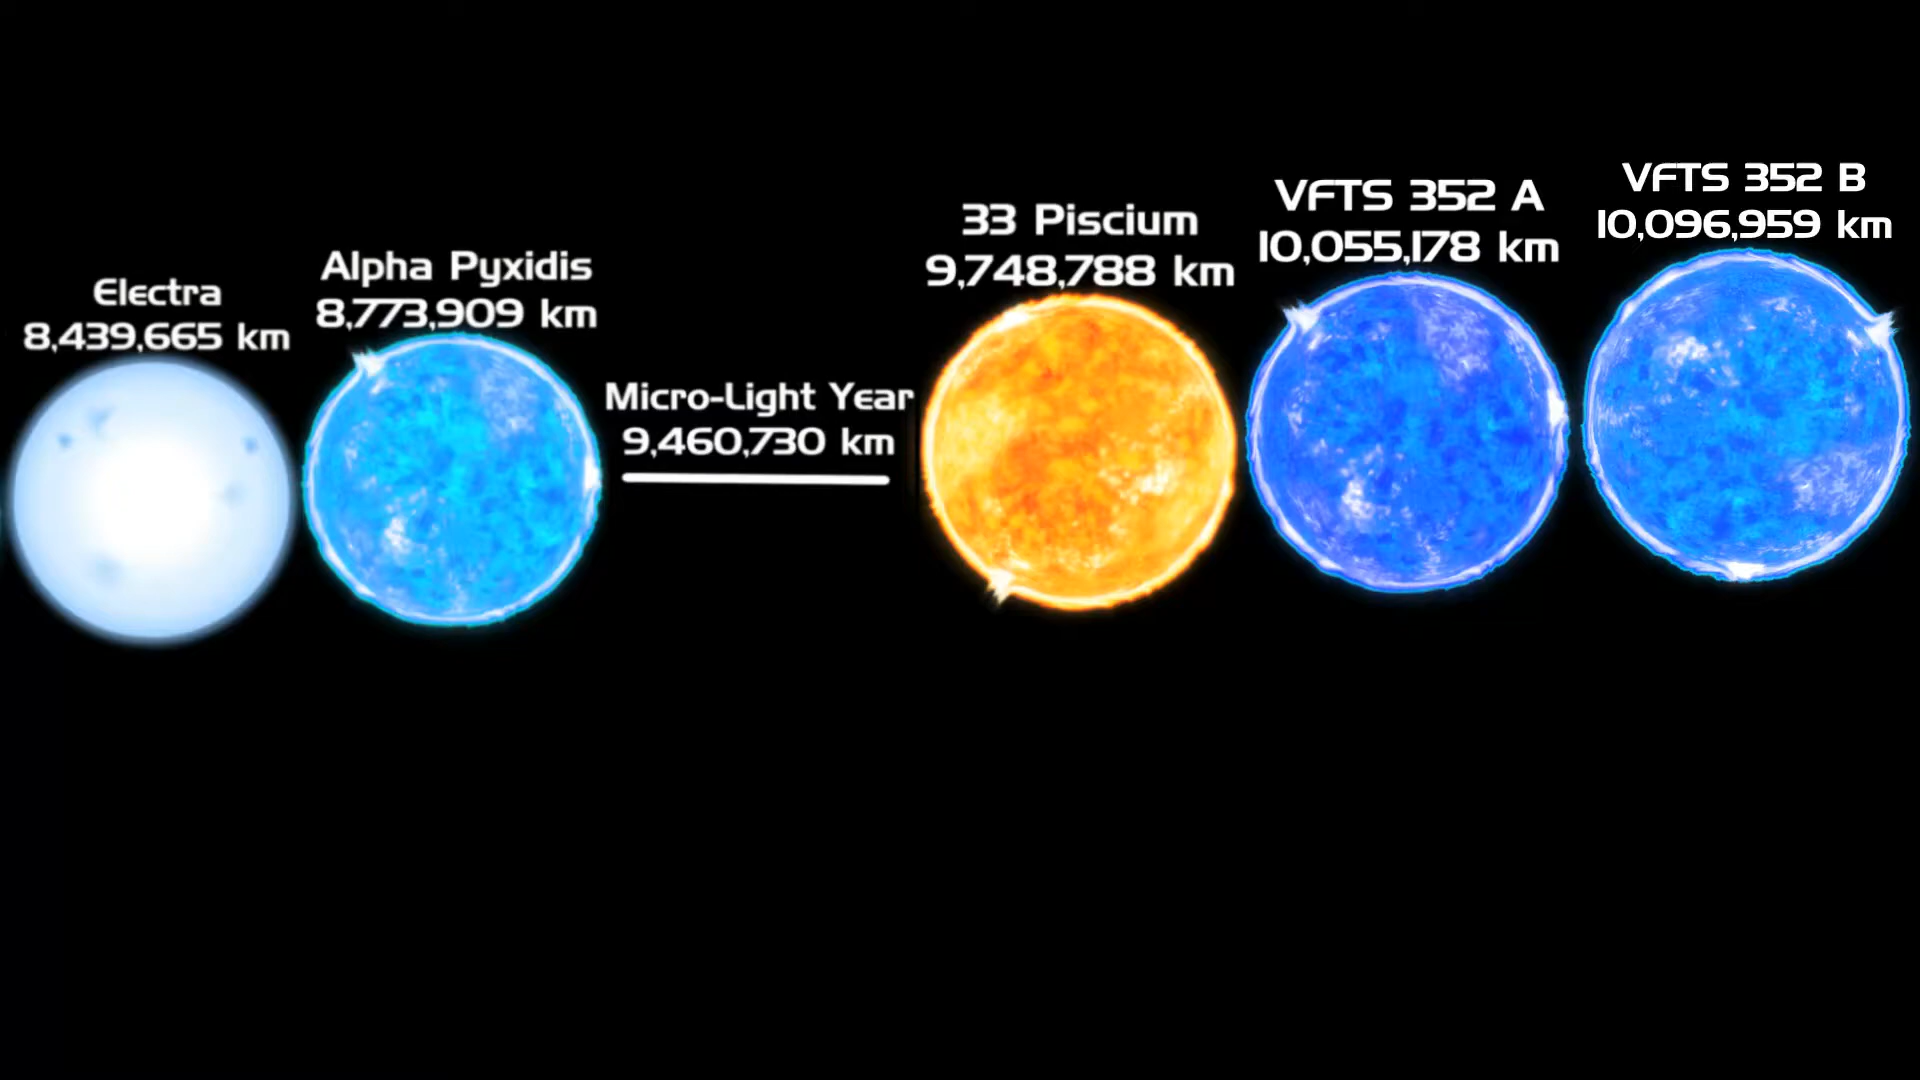 Electra
8,439,665 km
Alpha Pyxidis
8,773,909 km
Micro-Light Year
9,460,730 km
33 Piscium
9,748,788 km
VFTS 352 A
10,055,178 km
VFTS 352 B
10,096,959 km